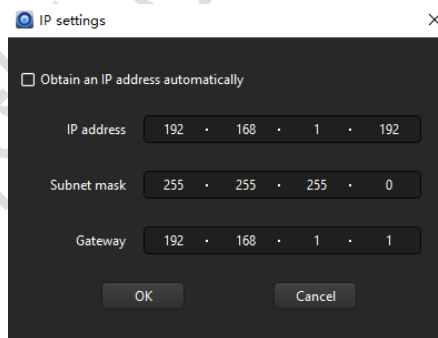 IP settings
Obtain an IP address automatically
IP address 192 · 168 · 1 · 192
Subnet mask 255 · 255 · 255 · 0
Gateway 192 · 168 · 1 · 1
OK Cancel